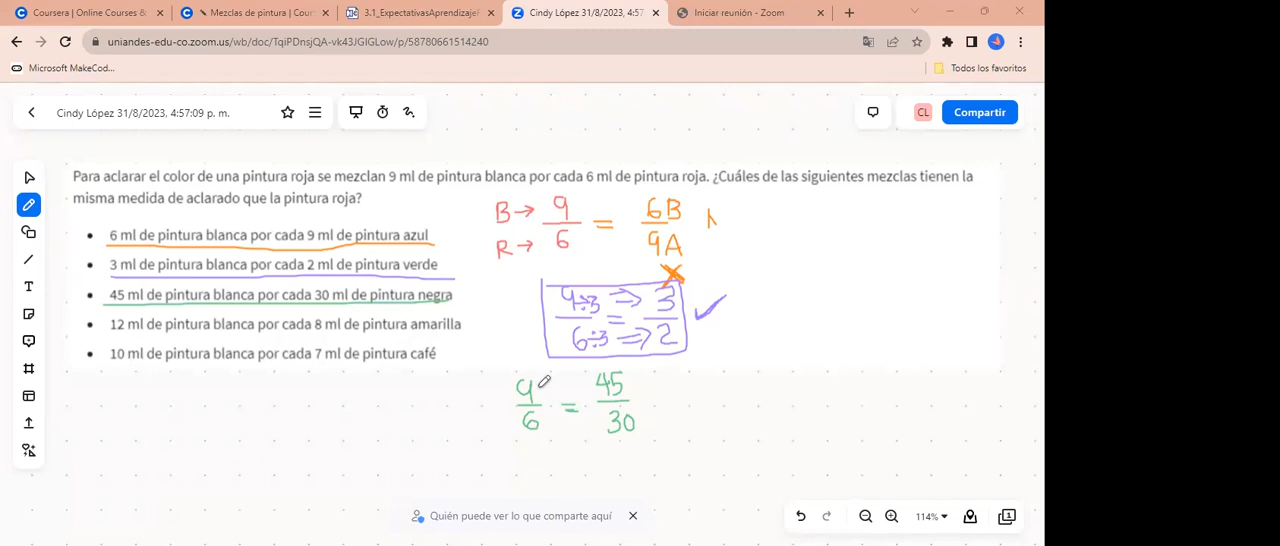 Coursera | Online Courses &
Mezclas de pintura | Cour
3.1_ExpectativasAprendizajeF
Cindy López 31/8/2023, 4:57
Iniciar reunión - Zoom
uniandes-edu-co.zoom.us/wb/doc/TqiPDnsjQA-vk43JGIGLow/p/58780661514240
Microsoft MakeCod...
Todos los favoritos
Cindy López 31/8/2023, 4:57:09 p. m.
CL
Compartir
Para aclarar el color de una pintura roja se mezclan 9 ml de pintura blanca por cada 6 ml de pintura roja. ¿Cuáles de las siguientes mezclas tienen la
misma medida de aclarado que la pintura roja?
6 ml de pintura blanca por cada 9 ml de pintura azul
3 ml de pintura blanca por cada 2 ml de pintura verde
45 ml de pintura blanca por cada 30 ml de pintura negra
12 ml de pintura blanca por cada 8 ml de pintura amarilla
10 ml de pintura blanca por cada 7 ml de pintura café
B → 9 = 6B
R → 6 9A
9÷3 ⇒ 3
=
6÷3 ⇒ 2
9 = 45
6 30
Quién puede ver lo que comparte aquí
114%
1
T